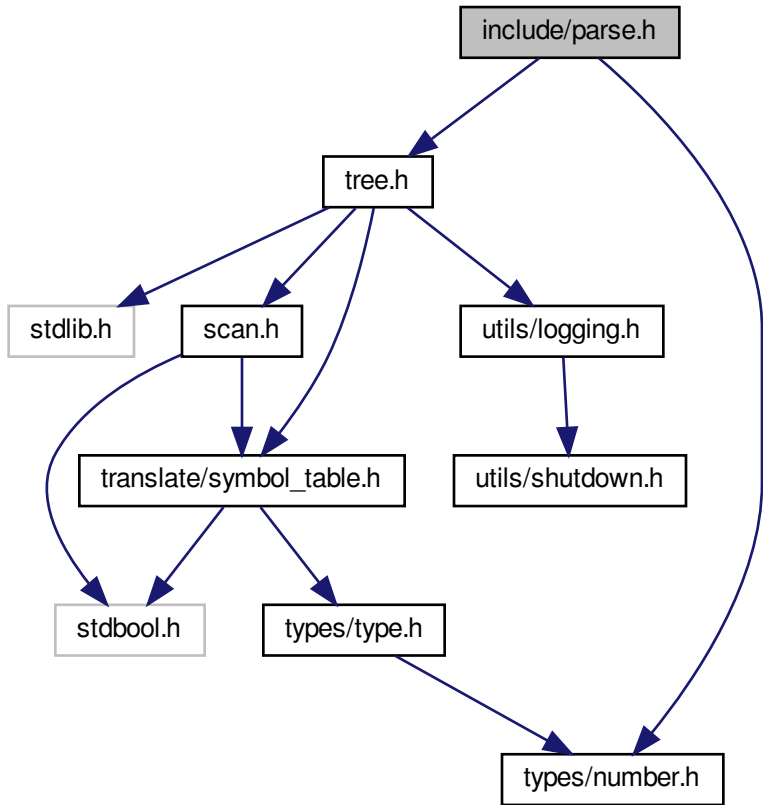 include/parse.h
tree.h
stdlib.h
scan.h
utils/logging.h
translate/symbol_table.h
utils/shutdown.h
stdbool.h
types/type.h
types/number.h